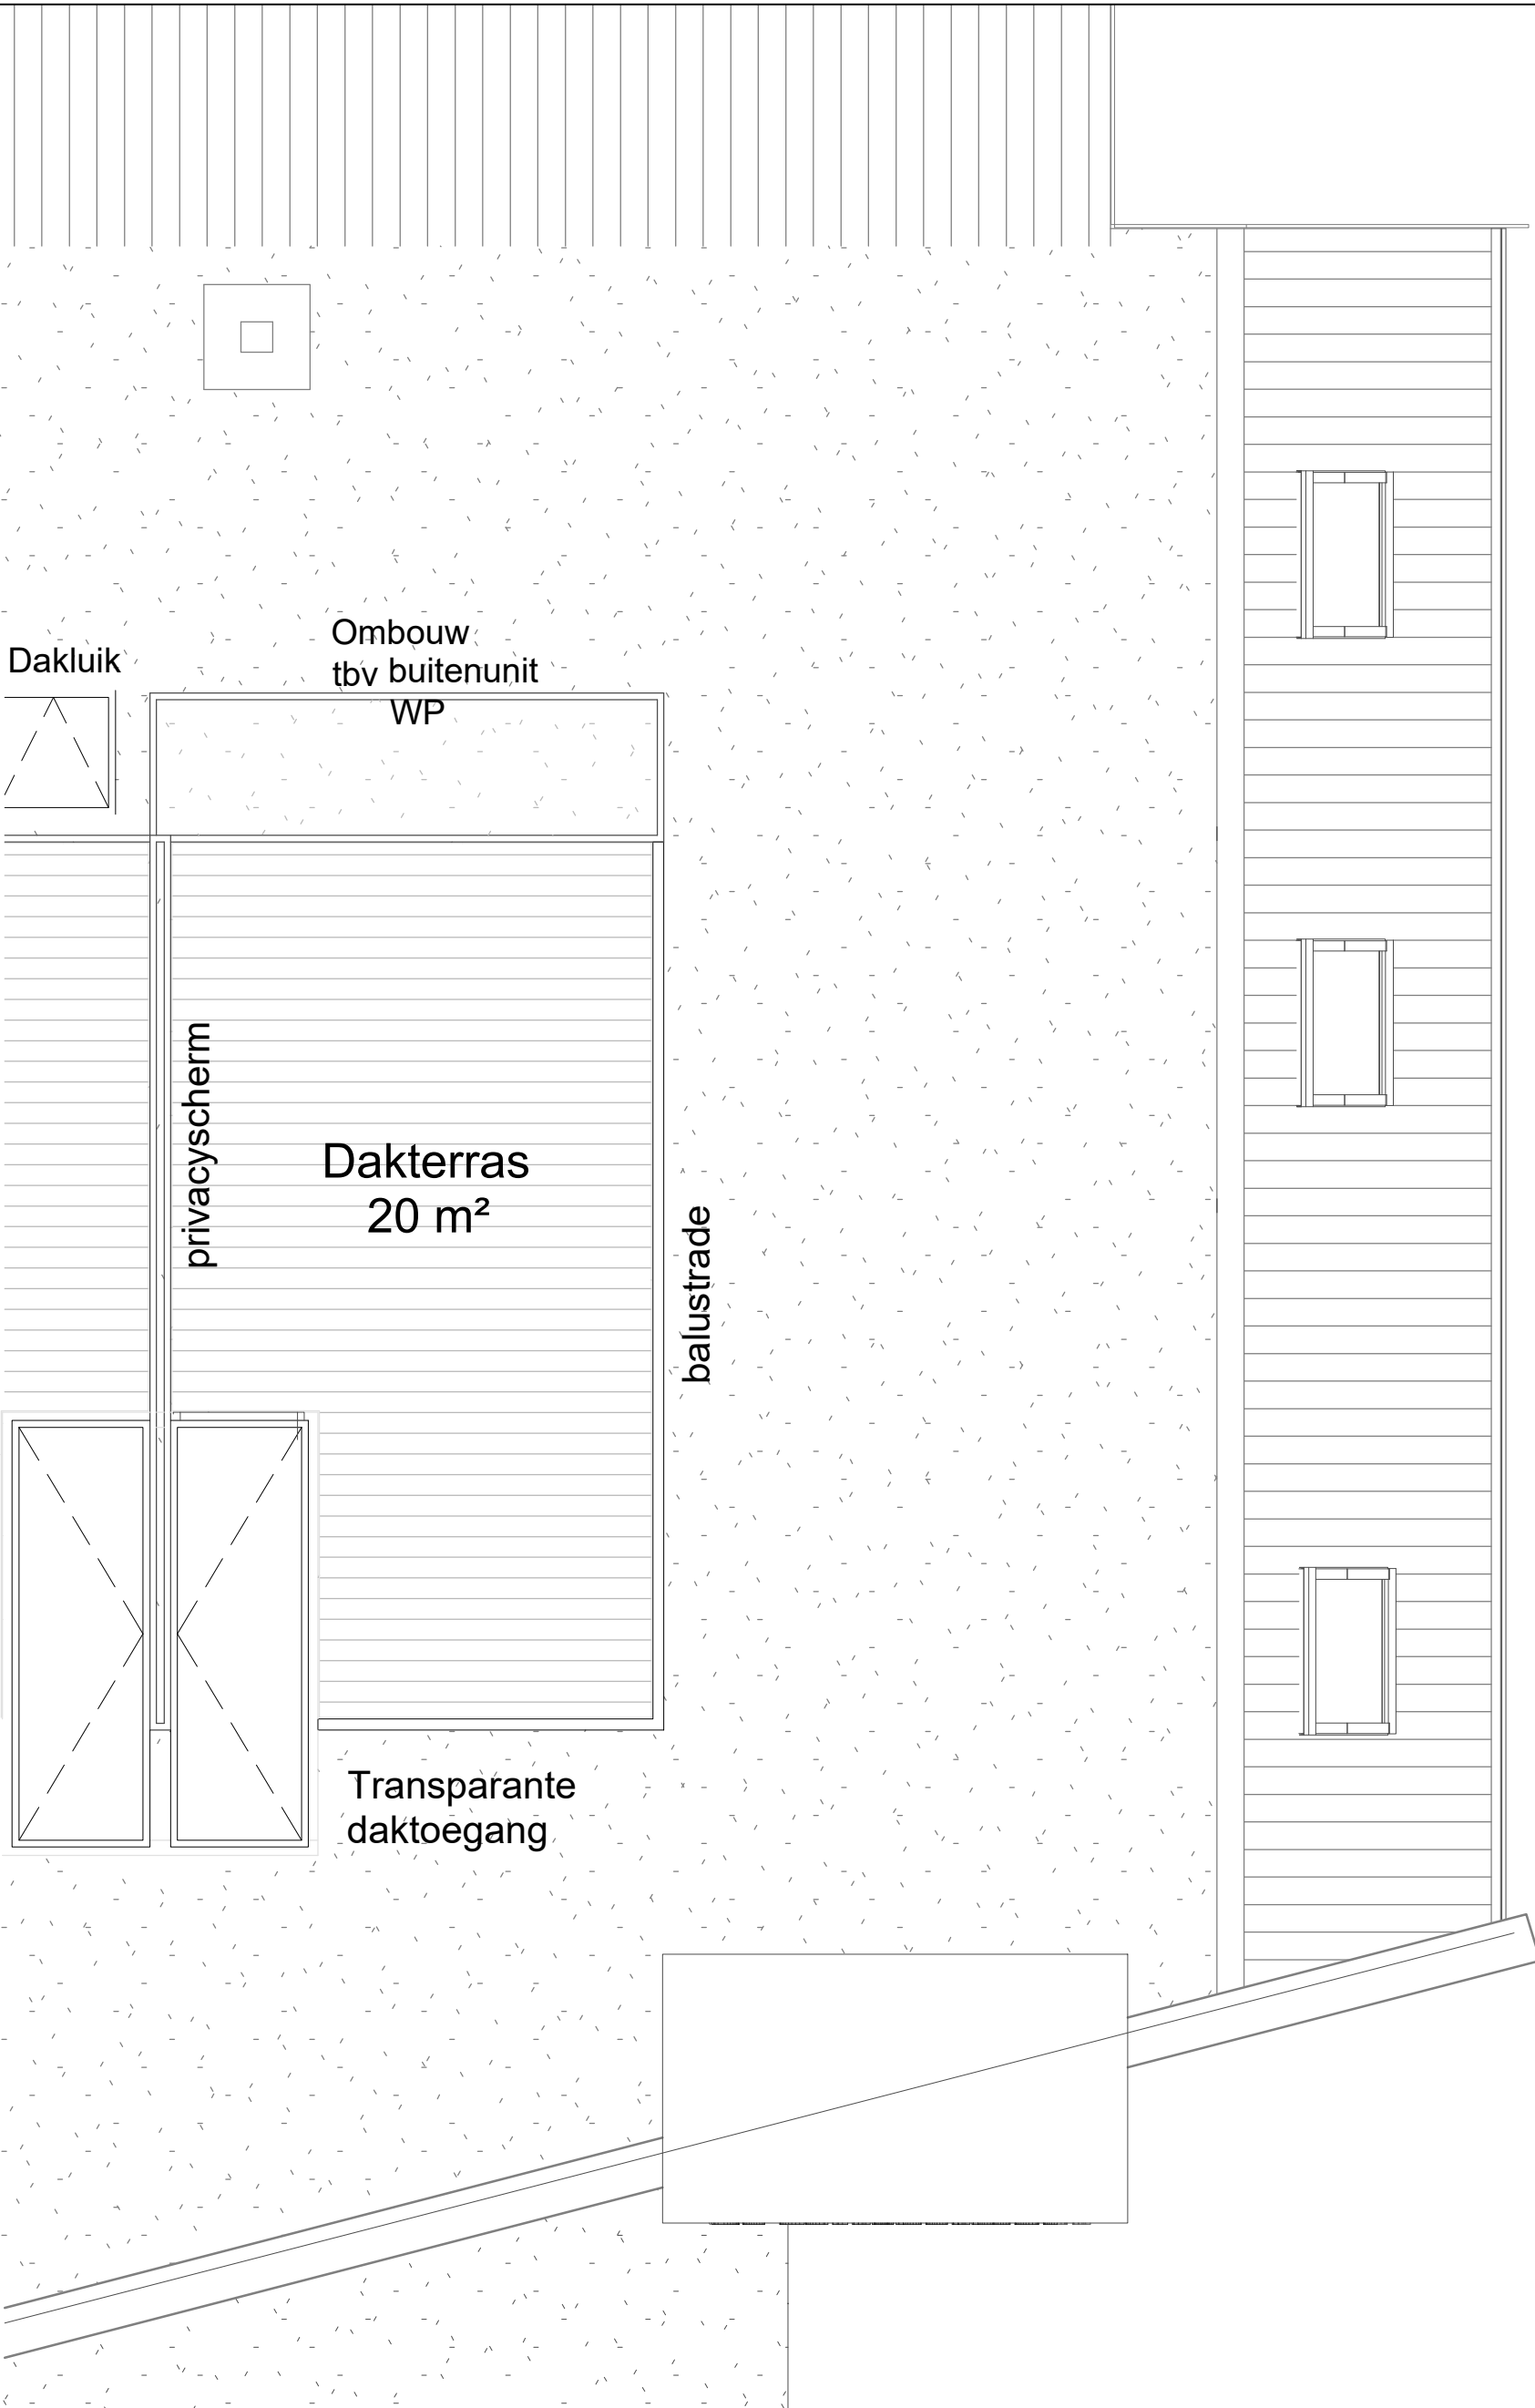 Ombouw
tbv buitenunit
WP
Dakluik
privacyscherm
Dakterras
20 m²
balustrade
Transparante
daktoegang